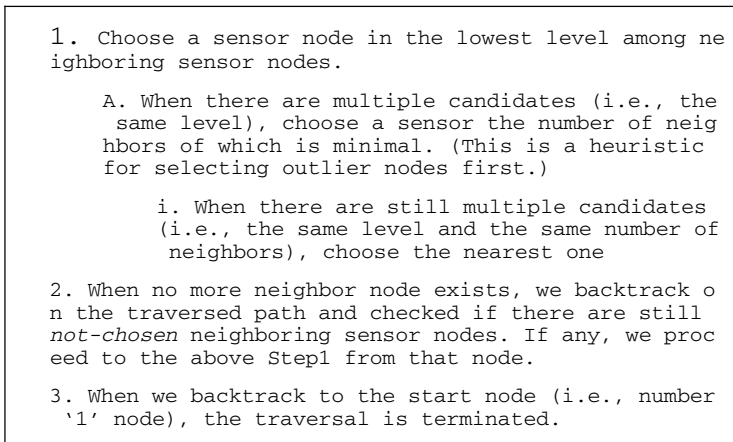 1. Choose a sensor node in the lowest level among ne
ighboring sensor nodes.
A. When there are multiple candidates (i.e., the
same level), choose a sensor the number of neig
hbors of which is minimal. (This is a heuristic
for selecting outlier nodes first.)
i. When there are still multiple candidates
(i.e., the same level and the same number of
neighbors), choose the nearest one
2. When no more neighbor node exists, we backtrack o
n the traversed path and checked if there are still
not-chosen neighboring sensor nodes. If any, we proc
eed to the above Step1 from that node.
3. When we backtrack to the start node (i.e., number
‘1’ node), the traversal is terminated.